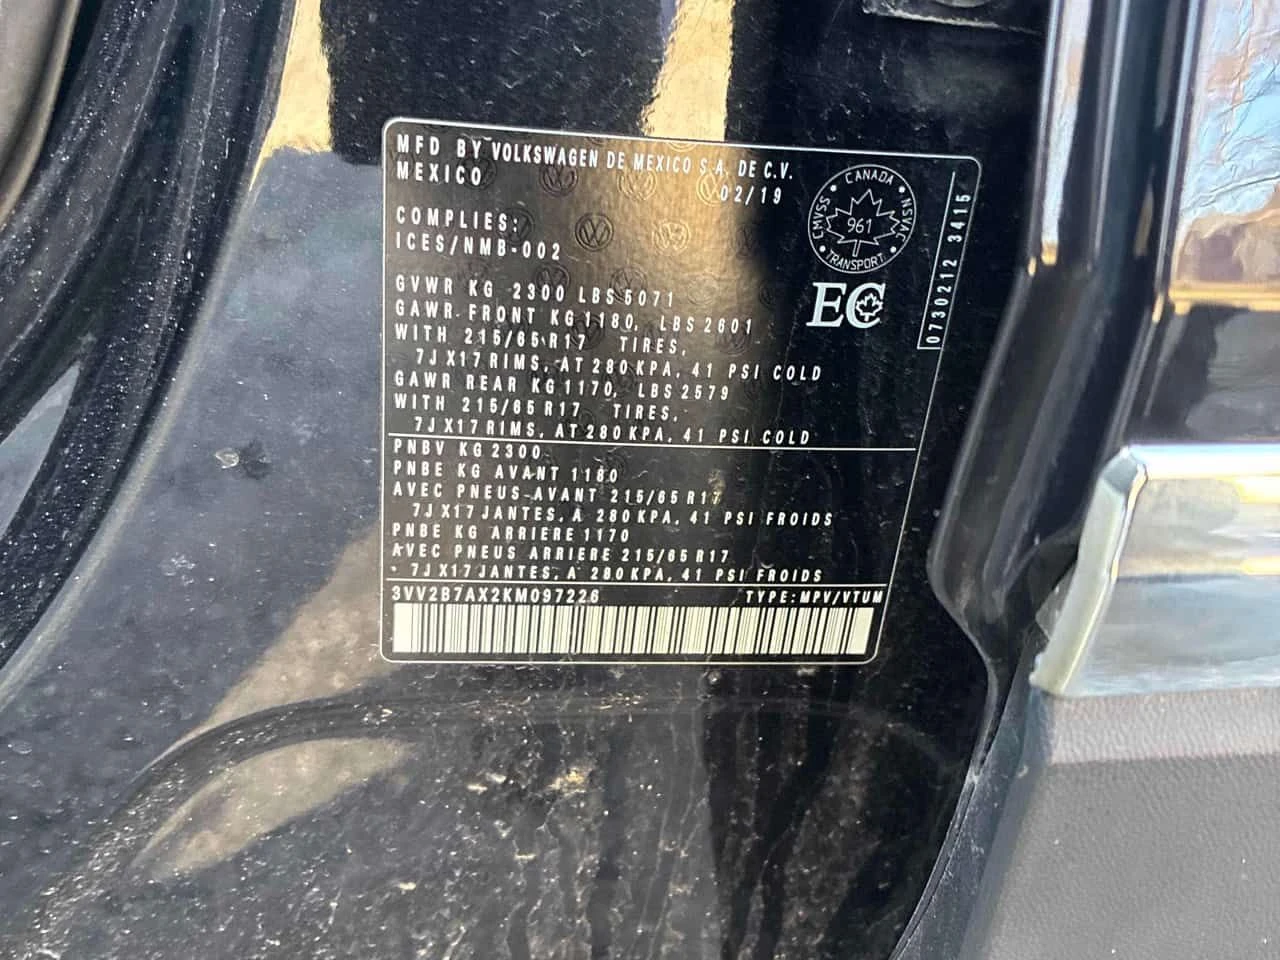 MFD BY VOLKSWAGEN DE MEXICO S.A. DE C.V.
MEXICO 02/19
COMPLIES:
ICES/NMB-002
GVWR KG 2300 LBS 5071
GAWR FRONT KG 1180, LBS 2601
WITH 215/65 R17 TIRES,
7J X17 RIMS, AT 280 KPA, 41 PSI COLD
GAWR REAR KG 1170, LBS 2579
WITH 215/65 R17 TIRES,
7J X17 RIMS, AT 280 KPA, 41 PSI COLD
PNBV KG 2300
PNBE KG AVANT 1180
AVEC PNEUS AVANT 215/65 R17
7J X17 JANTES, A 280 KPA, 41 PSI FROIDS
PNBE KG ARRIERE 1170
AVEC PNEUS ARRIERE 215/65 R17
7J X17 JANTES, A 280 KPA, 41 PSI FROIDS
3VV2B7AX2KM097226 TYPE: MPV/VTUM
CANADA
CMVSS 961 NSVAC
TRANSPORT
EC
0730212 3415